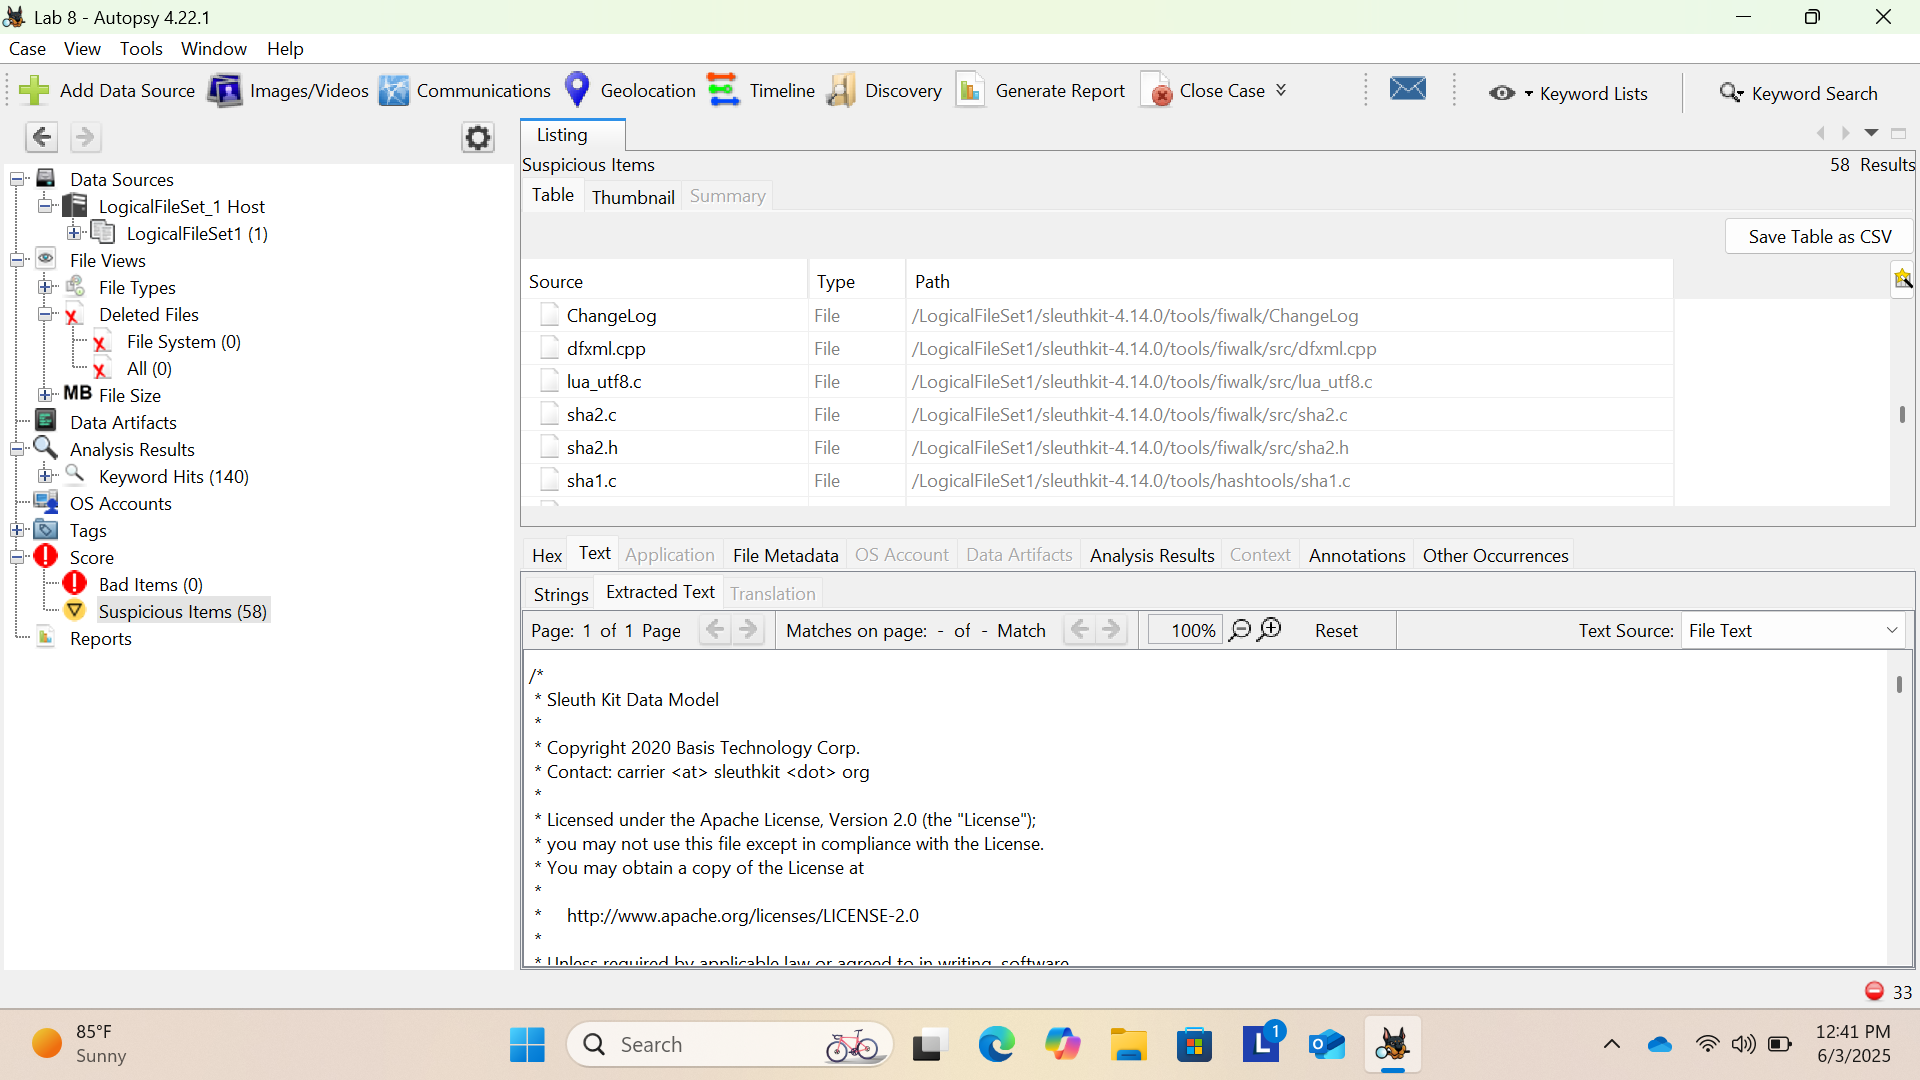 Lab 8 - Autopsy 4.22.1
Case View Tools Window Help
Add Data Source Images/Videos Communications Geolocation Timeline Discovery Generate Report Close Case Keyword Lists Keyword Search
Data Sources
LogicalFileSet_1 Host
LogicalFileSet1 (1)
File Views
File Types
Deleted Files
File System (0)
All (0)
MB File Size
Data Artifacts
Analysis Results
Keyword Hits (140)
OS Accounts
Tags
Score
Bad Items (0)
Suspicious Items (58)
Reports
Listing
Suspicious Items 58 Results
Table Thumbnail Summary
Save Table as CSV
Source Type Path
ChangeLog File /LogicalFileSet1/sleuthkit-4.14.0/tools/fiwalk/ChangeLog
dfxml.cpp File /LogicalFileSet1/sleuthkit-4.14.0/tools/fiwalk/src/dfxml.cpp
lua_utf8.c File /LogicalFileSet1/sleuthkit-4.14.0/tools/fiwalk/src/lua_utf8.c
sha2.c File /LogicalFileSet1/sleuthkit-4.14.0/tools/fiwalk/src/sha2.c
sha2.h File /LogicalFileSet1/sleuthkit-4.14.0/tools/fiwalk/src/sha2.h
sha1.c File /LogicalFileSet1/sleuthkit-4.14.0/tools/hashtools/sha1.c
Hex Text Application File Metadata OS Account Data Artifacts Analysis Results Context Annotations Other Occurrences
Strings Extracted Text Translation
Page: 1 of 1 Page Matches on page: - of - Match 100% Reset Text Source: File Text
/*
* Sleuth Kit Data Model
*
* Copyright 2020 Basis Technology Corp.
* Contact: carrier <at> sleuthkit <dot> org
*
* Licensed under the Apache License, Version 2.0 (the "License");
* you may not use this file except in compliance with the License.
* You may obtain a copy of the License at
*
* http://www.apache.org/licenses/LICENSE-2.0
*
* Unless required by applicable law or agreed to in writing, software
33
85°F
Sunny
Search
1
12:41 PM
6/3/2025